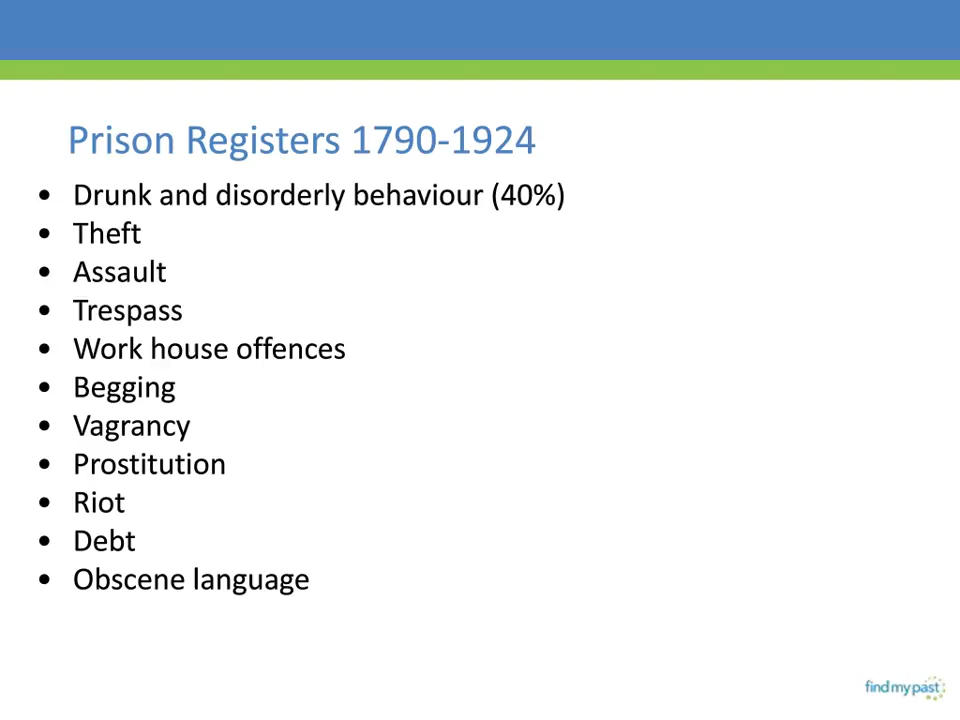 Prison Registers 1790-1924
• Drunk and disorderly behaviour (40%)
• Theft
• Assault
• Trespass
• Work house offences
• Begging
• Vagrancy
• Prostitution
• Riot
• Debt
• Obscene language
findmypast